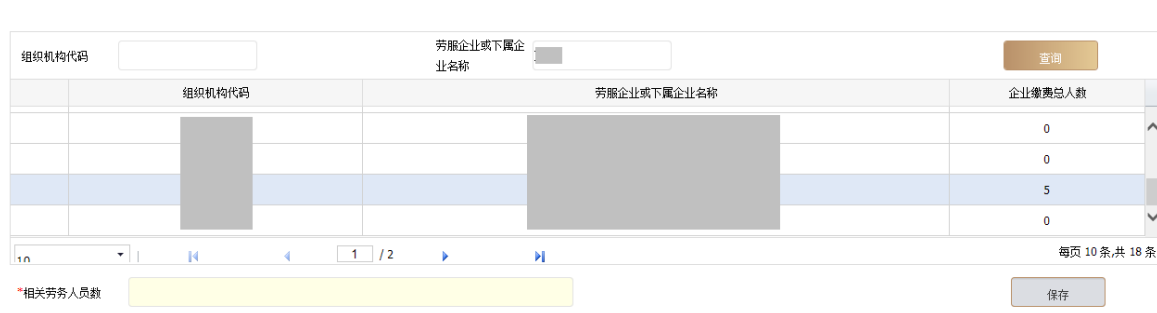 组织机构代码
劳服企业或下属企
业名称
查询
组织机构代码 劳服企业或下属企业名称 企业缴费总人数
0
0
5
0
10 1 / 2 每页 10 条,共 18 条
*相关劳务人员数 保存